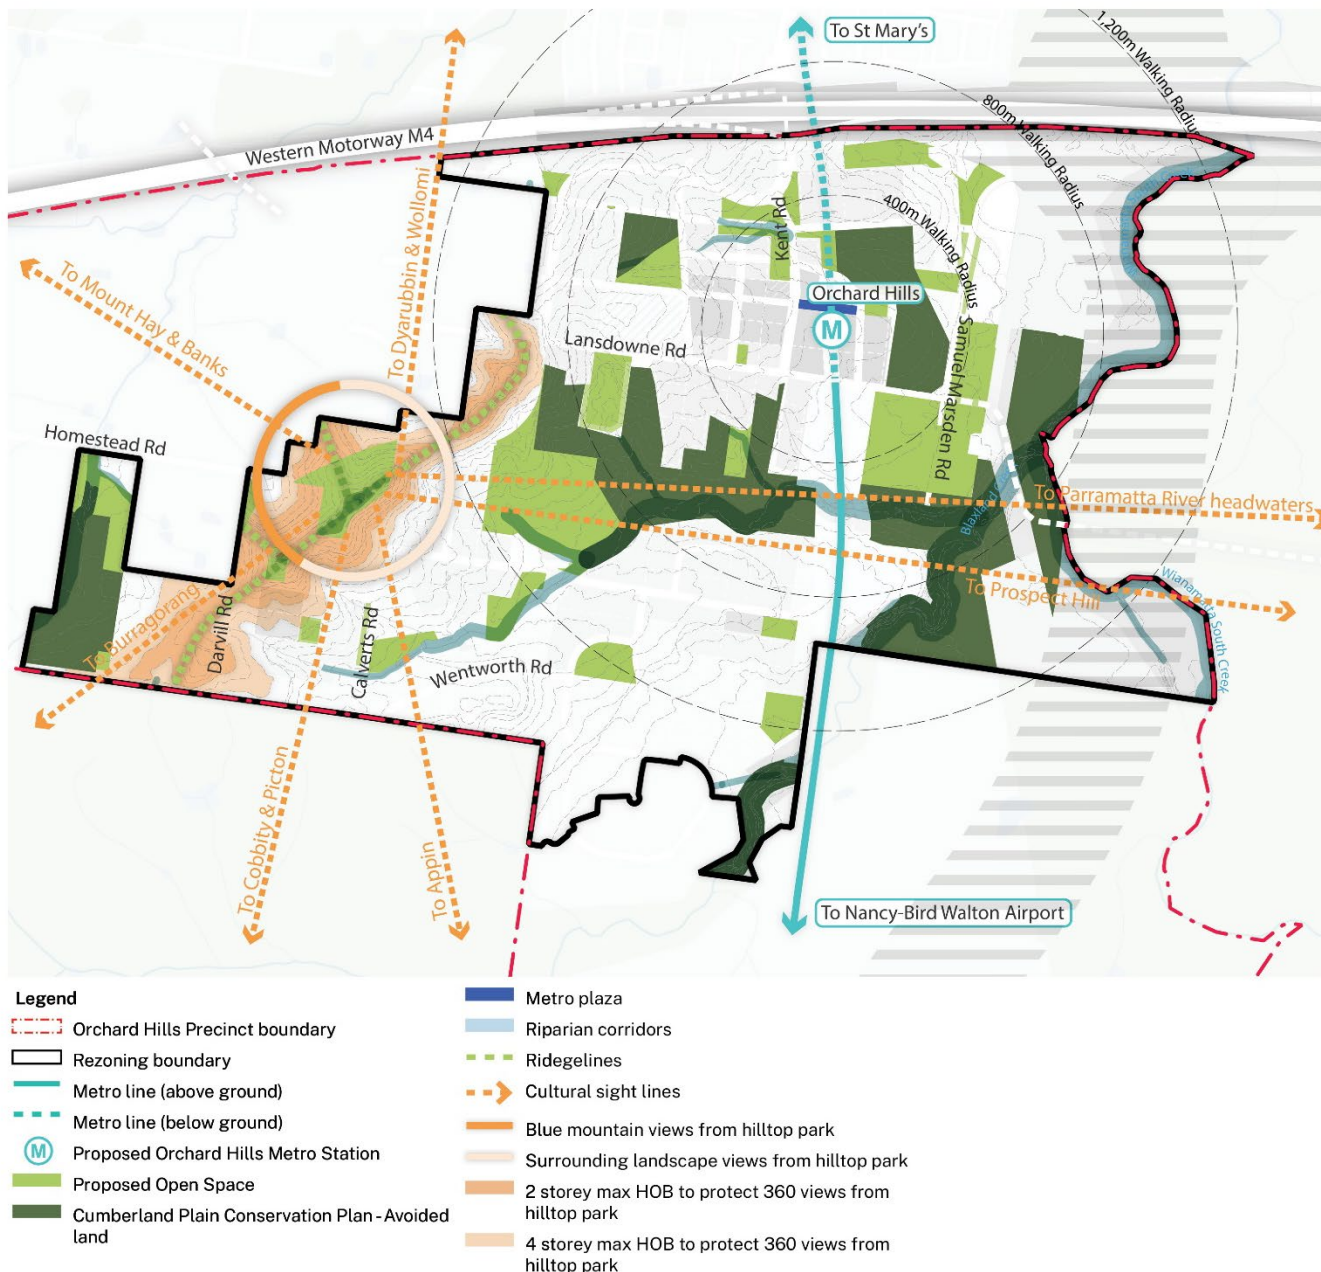 To St Mary's
1,200m Walking Radius
800m Walking Radius
400m Walking Radius
Western Motorway M4
To Dyarubbin & Wollomi
To Mount Hay & Banks
Kent Rd
Orchard Hills
M
Samuel Marsden Rd
Lansdowne Rd
Homestead Rd
To Parramatta River headwaters
Blaxland
To Prospect Hill
Wianamatta South Creek
To Burragorang
Darvill Rd
Calverts Rd
Wentworth Rd
To Cobbity & Picton
To Appin
To Nancy-Bird Walton Airport
Legend
Orchard Hills Precinct boundary
Rezoning boundary
Metro line (above ground)
Metro line (below ground)
M
Proposed Orchard Hills Metro Station
Proposed Open Space
Cumberland Plain Conservation Plan - Avoided
land
Metro plaza
Riparian corridors
Ridgelines
Cultural sight lines
Blue mountain views from hilltop park
Surrounding landscape views from hilltop park
2 storey max HOB to protect 360 views from
hilltop park
4 storey max HOB to protect 360 views from
hilltop park